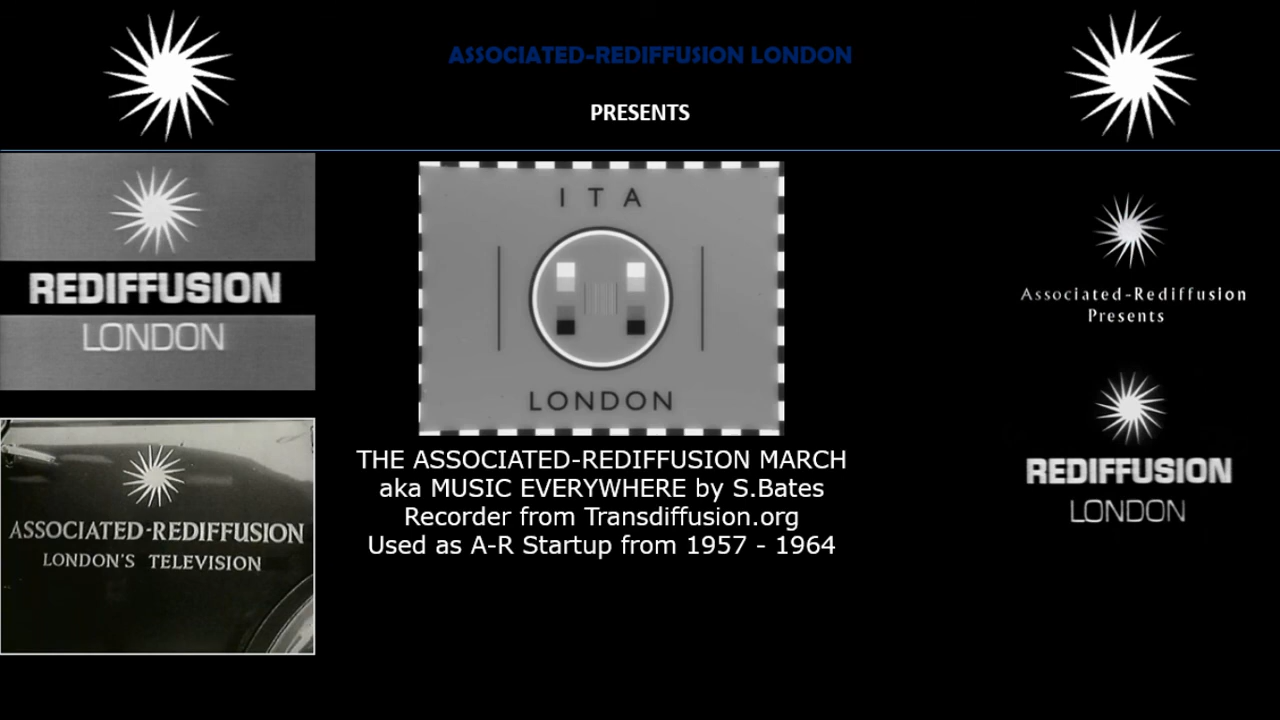 ASSOCIATED-REDIFFUSION LONDON
PRESENTS
REDIFFUSION
LONDON
ASSOCIATED-REDIFFUSION
LONDON'S TELEVISION
I T A
LONDON
THE ASSOCIATED-REDIFFUSION MARCH
aka MUSIC EVERYWHERE by S.Bates
Recorder from Transdiffusion.org
Used as A-R Startup from 1957 - 1964
Associated-Rediffusion
Presents
REDIFFUSION
LONDON